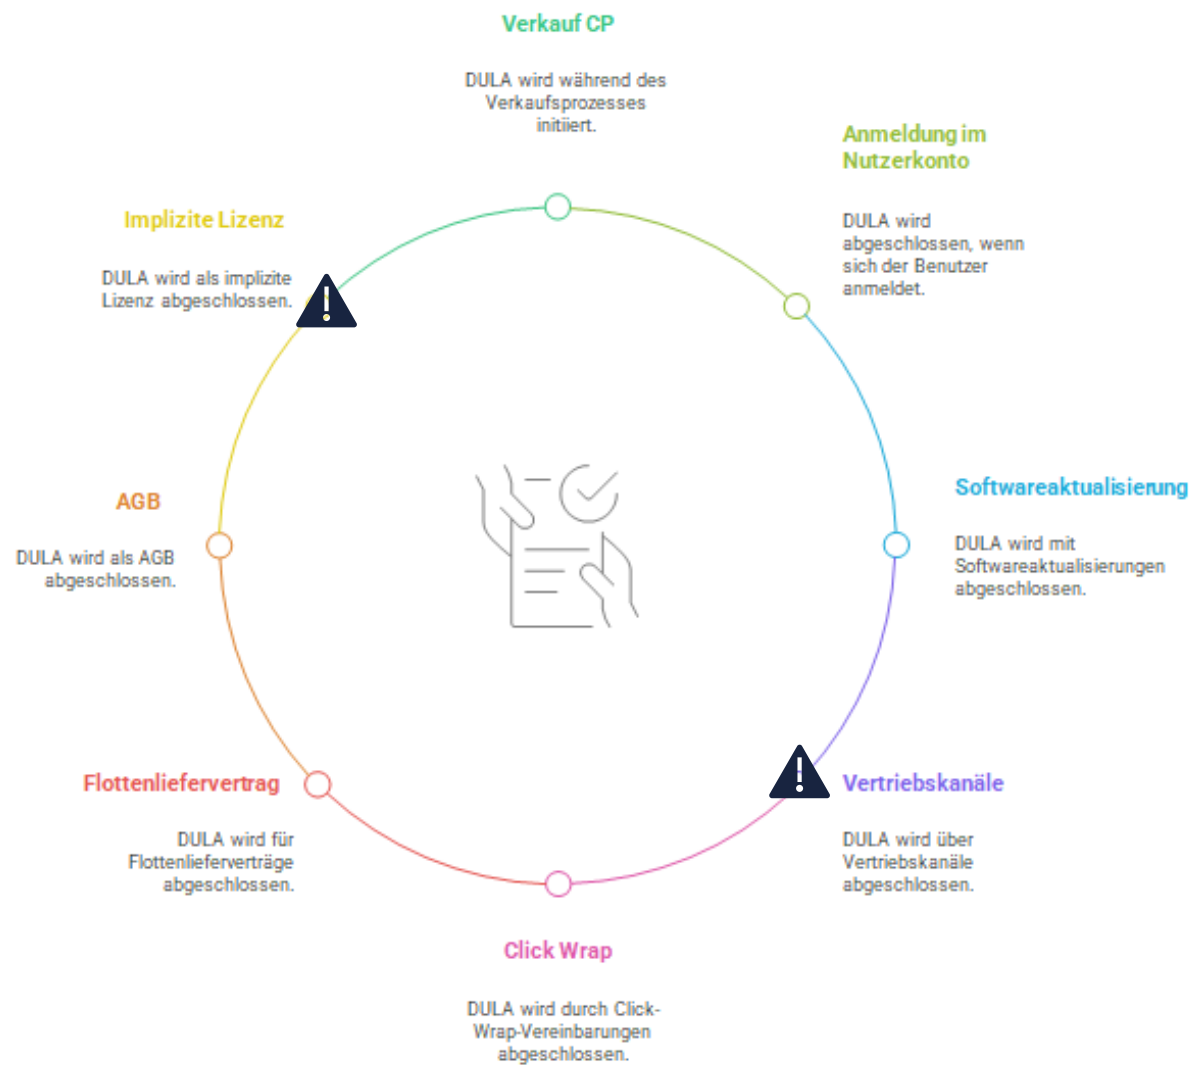 Verkauf CP
DULA wird während des
Verkaufsprozesses
initiiert.
Anmeldung im
Nutzerkonto
DULA wird
abgeschlossen, wenn
sich der Benutzer
anmeldet.
Softwareaktualisierung
DULA wird mit
Softwareaktualisierungen
abgeschlossen.
Vertriebskanäle
DULA wird über
Vertriebskanäle
abgeschlossen.
Click Wrap
DULA wird durch Click-
Wrap-Vereinbarungen
abgeschlossen.
Flottenliefervertrag
DULA wird für
Flottenlieferverträge
abgeschlossen.
AGB
DULA wird als AGB
abgeschlossen.
Implizite Lizenz
DULA wird als implizite
Lizenz abgeschlossen.